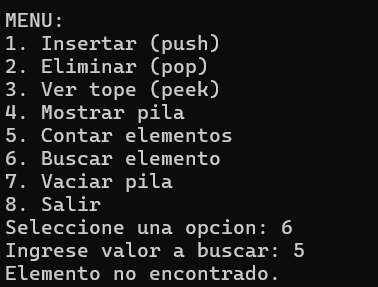 MENU:
1. Insertar (push)
2. Eliminar (pop)
3. Ver tope (peek)
4. Mostrar pila
5. Contar elementos
6. Buscar elemento
7. Vaciar pila
8. Salir
Seleccione una opcion: 6
Ingrese valor a buscar: 5
Elemento no encontrado.